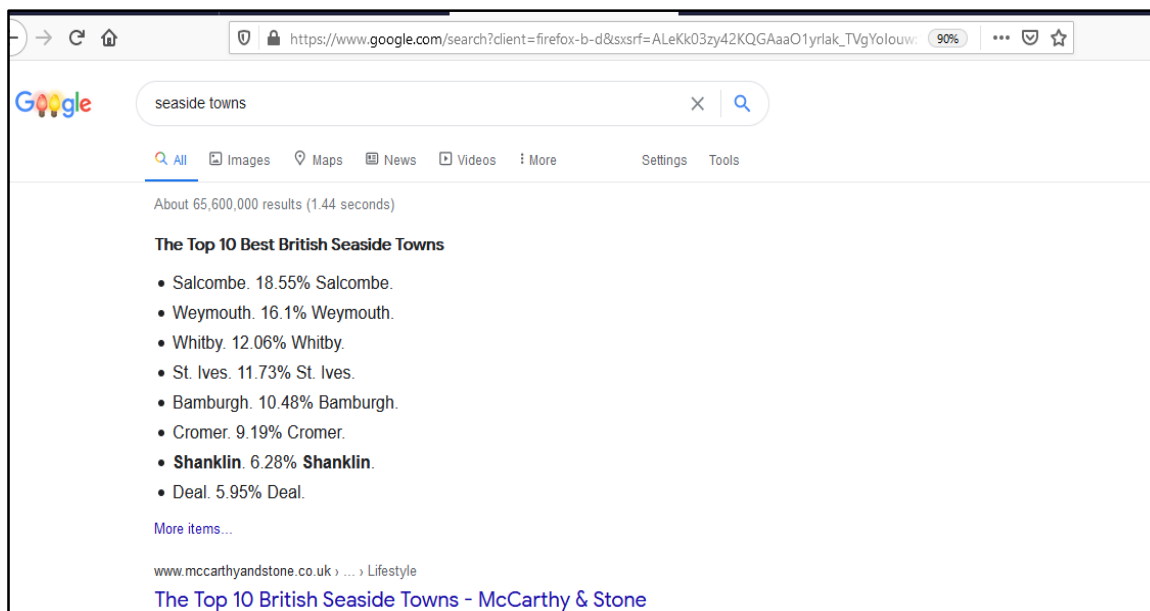 https://www.google.com/search?client=firefox-b-d&sxsrf=ALeKk03zy42KQGAaaO1yrlak_TVgYolouw: 90%
Google
seaside towns
All Images Maps News Videos More Settings Tools
About 65,600,000 results (1.44 seconds)
The Top 10 Best British Seaside Towns
• Salcombe. 18.55% Salcombe.
• Weymouth. 16.1% Weymouth.
• Whitby. 12.06% Whitby.
• St. Ives. 11.73% St. Ives.
• Bamburgh. 10.48% Bamburgh.
• Cromer. 9.19% Cromer.
• Shanklin. 6.28% Shanklin.
• Deal. 5.95% Deal.
More items...
www.mccarthyandstone.co.uk › ... › Lifestyle
The Top 10 British Seaside Towns - McCarthy & Stone